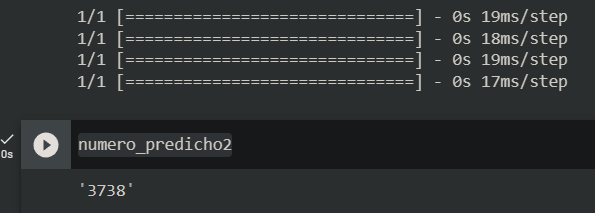 1/1 [==============================] - 0s 19ms/step
1/1 [==============================] - 0s 18ms/step
1/1 [==============================] - 0s 19ms/step
1/1 [==============================] - 0s 17ms/step
0s
numero_predicho2
'3738'